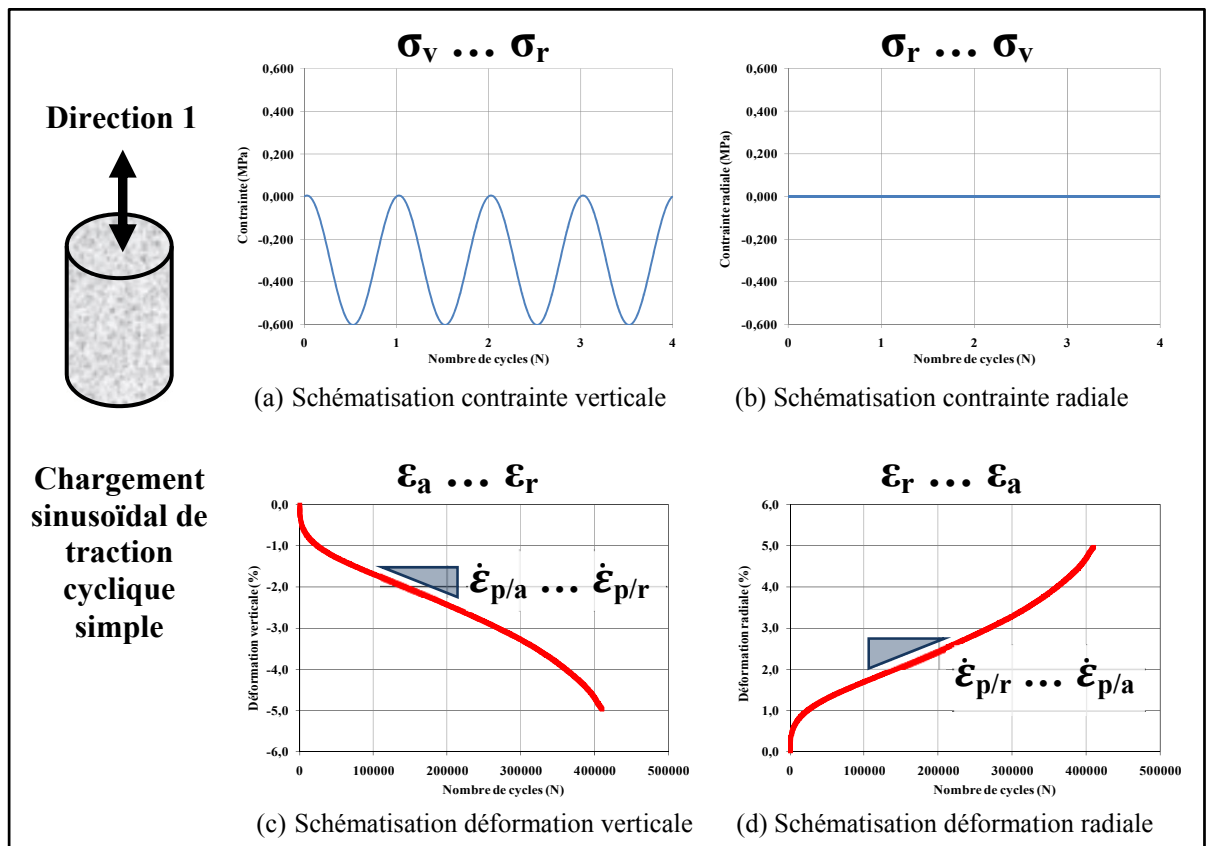 Direction 1
Chargement
sinusoïdal de
traction
cyclique
simple
σv … σr
0,600
0,400
0,200
0,000
-0,200
-0,400
-0,600
0 1 2 3 4
Contrainte (MPa)
Nombre de cycles (N)
(a) Schématisation contrainte verticale
σr … σv
0,600
0,400
0,200
0,000
-0,200
-0,400
-0,600
0 1 2 3 4
Contrainte radiale (MPa)
Nombre de cycles (N)
(b) Schématisation contrainte radiale
εa … εr
0,0
-1,0
-2,0
-3,0
-4,0
-5,0
-6,0
0 100000 200000 300000 400000 500000
Déformation verticale (%)
ε̇p/a … ε̇p/r
Nombre de cycles (N)
(c) Schématisation déformation verticale
εr … εa
6,0
5,0
4,0
3,0
2,0
1,0
0,0
0 100000 200000 300000 400000 500000
Déformation radiale (%)
ε̇p/r … ε̇p/a
Nombre de cycles (N)
(d) Schématisation déformation radiale